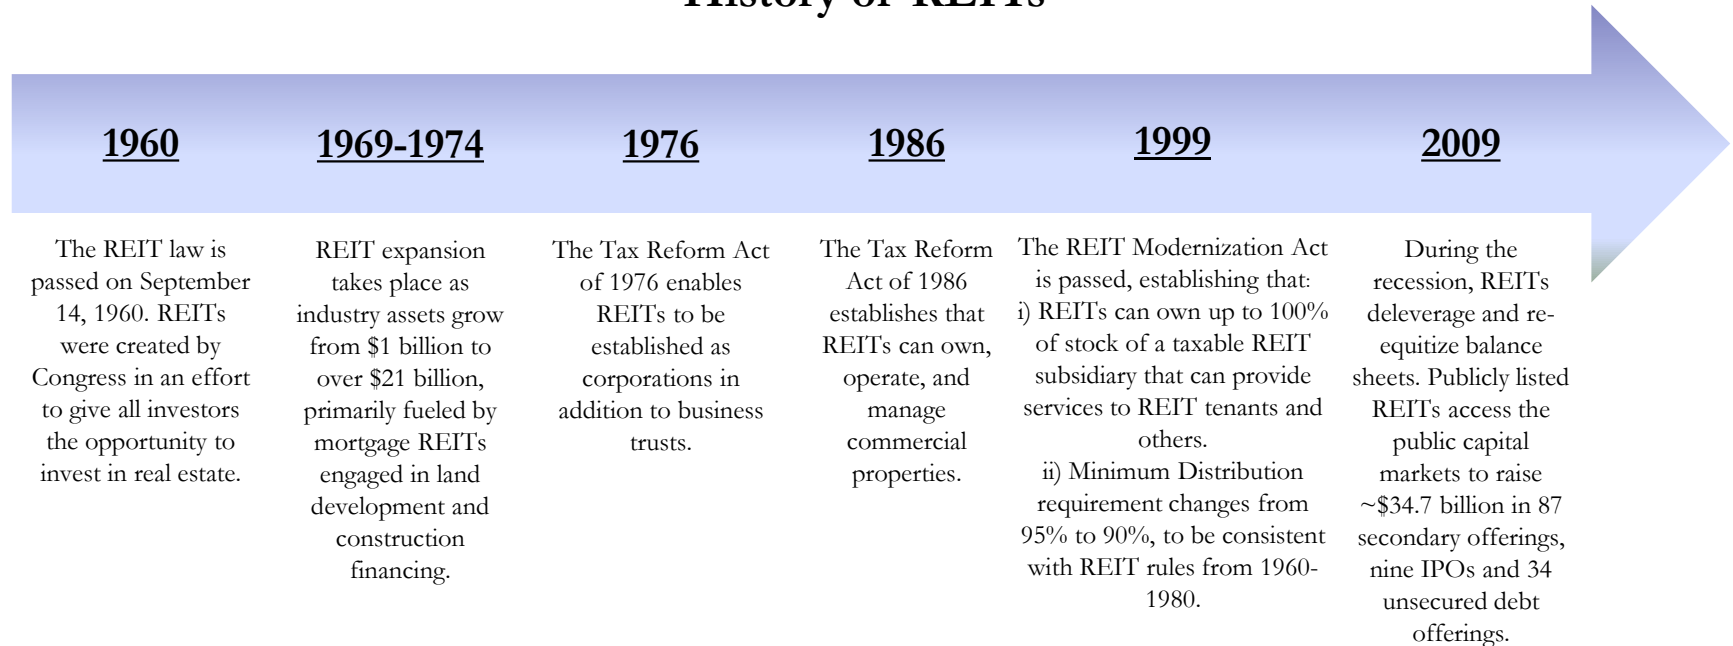 History of REITs
1960
1969-1974
1976
1986
1999
2009
The REIT law is
passed on September
14, 1960. REITs
were created by
Congress in an effort
to give all investors
the opportunity to
invest in real estate.
REIT expansion
takes place as
industry assets grow
from $1 billion to
over $21 billion,
primarily fueled by
mortgage REITs
engaged in land
development and
construction
financing.
The Tax Reform Act
of 1976 enables
REITs to be
established as
corporations in
addition to business
trusts.
The Tax Reform
Act of 1986
establishes that
REITs can own,
operate, and
manage
commercial
properties.
The REIT Modernization Act
is passed, establishing that:
i) REITs can own up to 100%
of stock of a taxable REIT
subsidiary that can provide
services to REIT tenants and
others.
ii) Minimum Distribution
requirement changes from
95% to 90%, to be consistent
with REIT rules from 1960-
1980.
During the
recession, REITs
deleverage and re-
equitize balance
sheets. Publicly listed
REITs access the
public capital
markets to raise
~$34.7 billion in 87
secondary offerings,
nine IPOs and 34
unsecured debt
offerings.